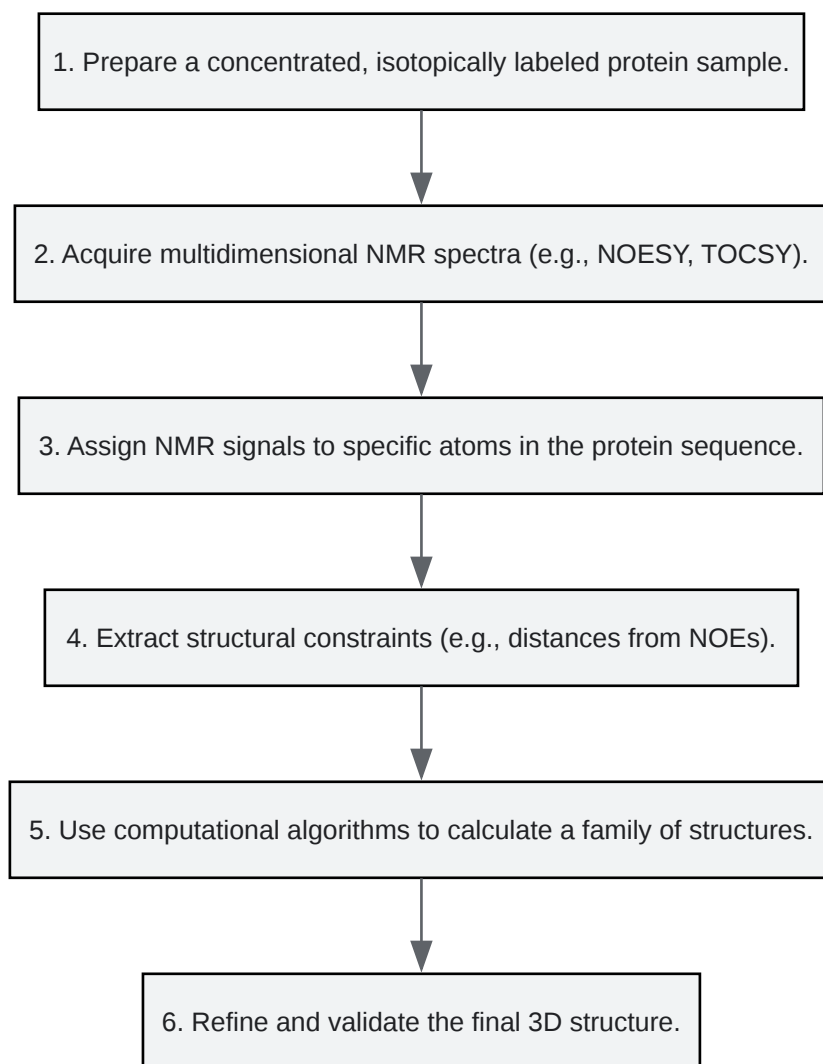 1. Prepare a concentrated, isotopically labeled protein sample.
2. Acquire multidimensional NMR spectra (e.g., NOESY, TOCSY).
3. Assign NMR signals to specific atoms in the protein sequence.
4. Extract structural constraints (e.g., distances from NOEs).
5. Use computational algorithms to calculate a family of structures.
6. Refine and validate the final 3D structure.